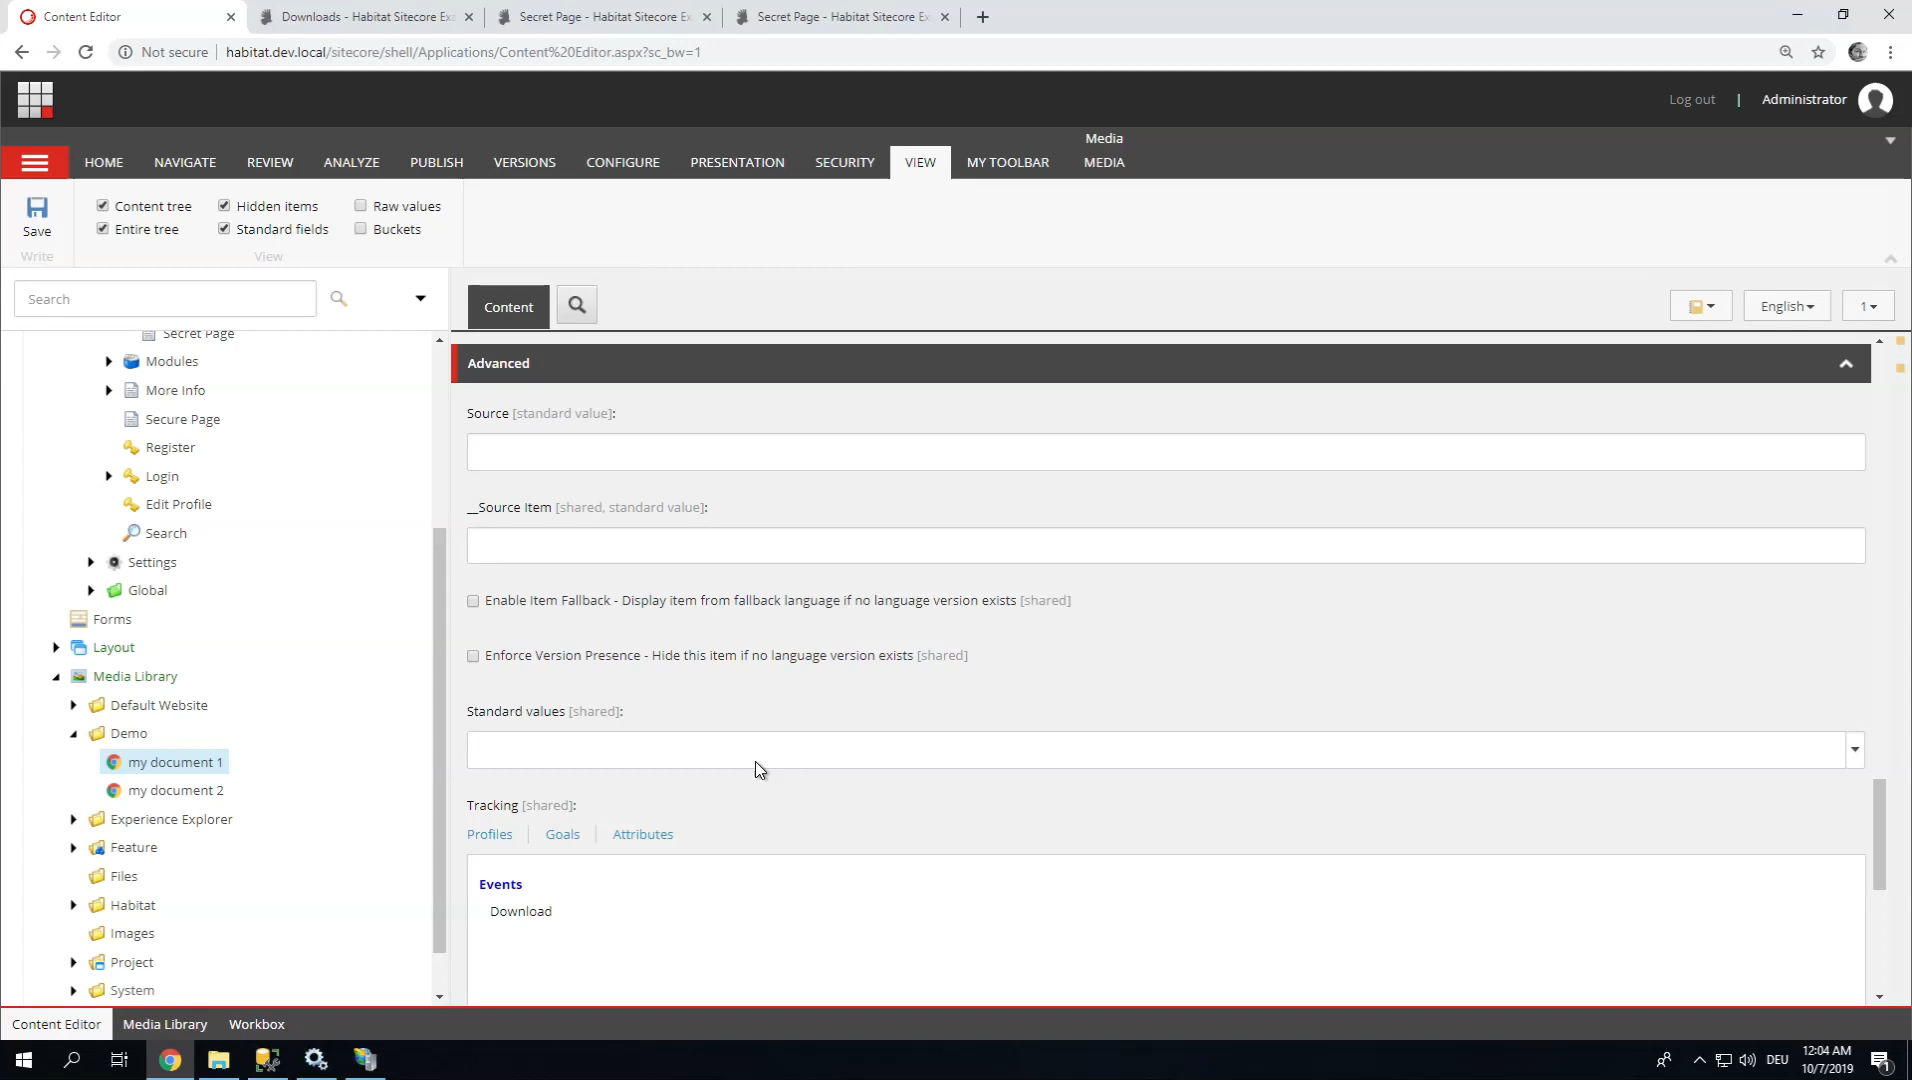 Content Editor
Downloads - Habitat Sitecore Exa
Secret Page - Habitat Sitecore E
Secret Page - Habitat Sitecore E
Not secure
habitat.dev.local/sitecore/shell/Applications/Content%20Editor.aspx?sc_bw=1
Log out | Administrator
Media
HOME NAVIGATE REVIEW ANALYZE PUBLISH VERSIONS CONFIGURE PRESENTATION SECURITY VIEW MY TOOLBAR MEDIA
Content tree Hidden items Raw values
Save Entire tree Standard fields Buckets
Write View
Search
Content
English
1
Secret Page
Modules
More Info
Secure Page
Register
Login
Edit Profile
Search
Settings
Global
Forms
Layout
Media Library
Default Website
Demo
my document 1
my document 2
Experience Explorer
Feature
Files
Habitat
Images
Project
System
Advanced
Source [standard value]:
__Source Item [shared, standard value]:
Enable Item Fallback - Display item from fallback language if no language version exists [shared]
Enforce Version Presence - Hide this item if no language version exists [shared]
Standard values [shared]:
Tracking [shared]:
Profiles Goals Attributes
Events
Download
Content Editor Media Library Workbox
DEU
12:04 AM
10/7/2019
1